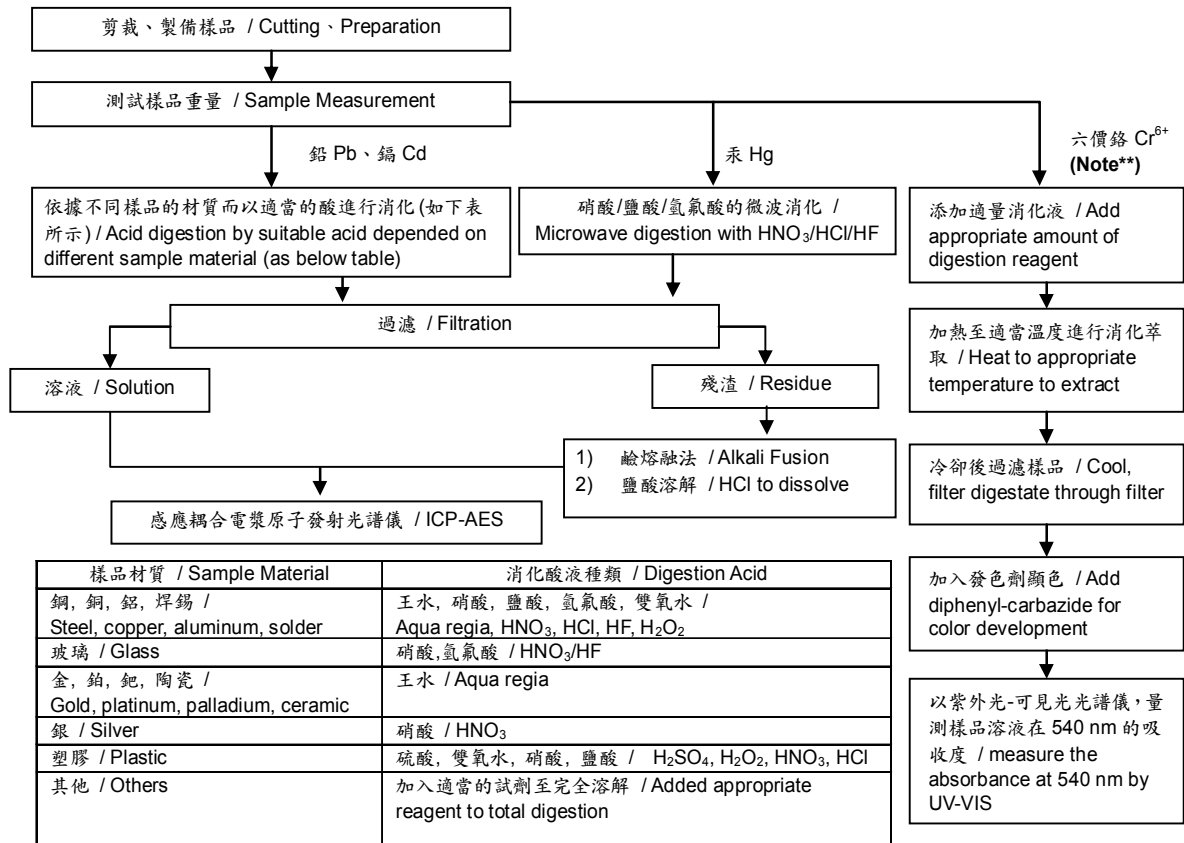 剪裁、製備樣品 / Cutting、Preparation
測試樣品重量 / Sample Measurement
鉛 Pb、鎘 Cd
汞 Hg
六價鉻 Cr⁶⁺
(Note**)
依據不同樣品的材質而以適當的酸進行消化(如下表
所示) / Acid digestion by suitable acid depended on
different sample material (as below table)
硝酸/鹽酸/氫氟酸的微波消化 /
Microwave digestion with HNO₃/HCl/HF
添加適量消化液 / Add
appropriate amount of
digestion reagent
過濾 / Filtration
加熱至適當溫度進行消化萃
取 / Heat to appropriate
temperature to extract
溶液 / Solution
殘渣 / Residue
1) 鹼熔融法 / Alkali Fusion
2) 鹽酸溶解 / HCl to dissolve
冷卻後過濾樣品 / Cool,
filter digestate through filter
感應耦合電漿原子發射光譜儀 / ICP-AES
加入發色劑顯色 / Add
diphenyl-carbazide for
color development
以紫外光-可見光光譜儀，量
測樣品溶液在 540 nm 的吸
收度 / measure the
absorbance at 540 nm by
UV-VIS
樣品材質 / Sample Material
消化酸液種類 / Digestion Acid
鋼, 銅, 鋁, 焊錫 /
Steel, copper, aluminum, solder
王水, 硝酸, 鹽酸, 氫氟酸, 雙氧水 /
Aqua regia, HNO₃, HCl, HF, H₂O₂
玻璃 / Glass
硝酸,氫氟酸 / HNO₃/HF
金, 鉑, 鈀, 陶瓷 /
Gold, platinum, palladium, ceramic
王水 / Aqua regia
銀 / Silver
硝酸 / HNO₃
塑膠 / Plastic
硫酸, 雙氧水, 硝酸, 鹽酸 / H₂SO₄, H₂O₂, HNO₃, HCl
其他 / Others
加入適當的試劑至完全溶解 / Added appropriate
reagent to total digestion